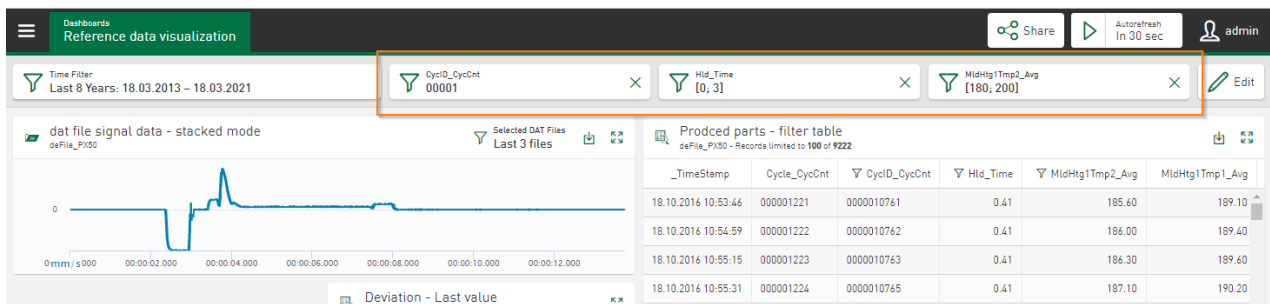 Dashboards
Reference data visualization
Share
Autorefresh
In 30 sec
admin
Time Filter
Last 8 Years: 18.03.2013 – 18.03.2021
CycID_CycCnt
00001
Hld_Time
[0; 3]
MldHtg1Tmp2_Avg
[180; 200]
Edit
dat file signal data - stacked mode
deFile_PX50
Selected DAT Files
Last 3 files
0
0mm/s000 00:00:02.000 00:00:04.000 00:00:06.000 00:00:08.000 00:00:10.000 00:00:12.000
Deviation - Last value
Prodced parts - filter table
deFile_PX50 - Records limited to 100 of 9222
_TimeStamp Cycle_CycCnt CycID_CycCnt Hld_Time MldHtg1Tmp2_Avg MldHtg1Tmp1_Avg
18.10.2016 10:53:46 000001221 0000010761 0.41 185.60 189.10
18.10.2016 10:54:59 000001222 0000010762 0.41 186.00 189.40
18.10.2016 10:55:15 000001223 0000010763 0.41 186.30 189.60
18.10.2016 10:55:31 000001224 0000010764 0.41 187.10 190.20